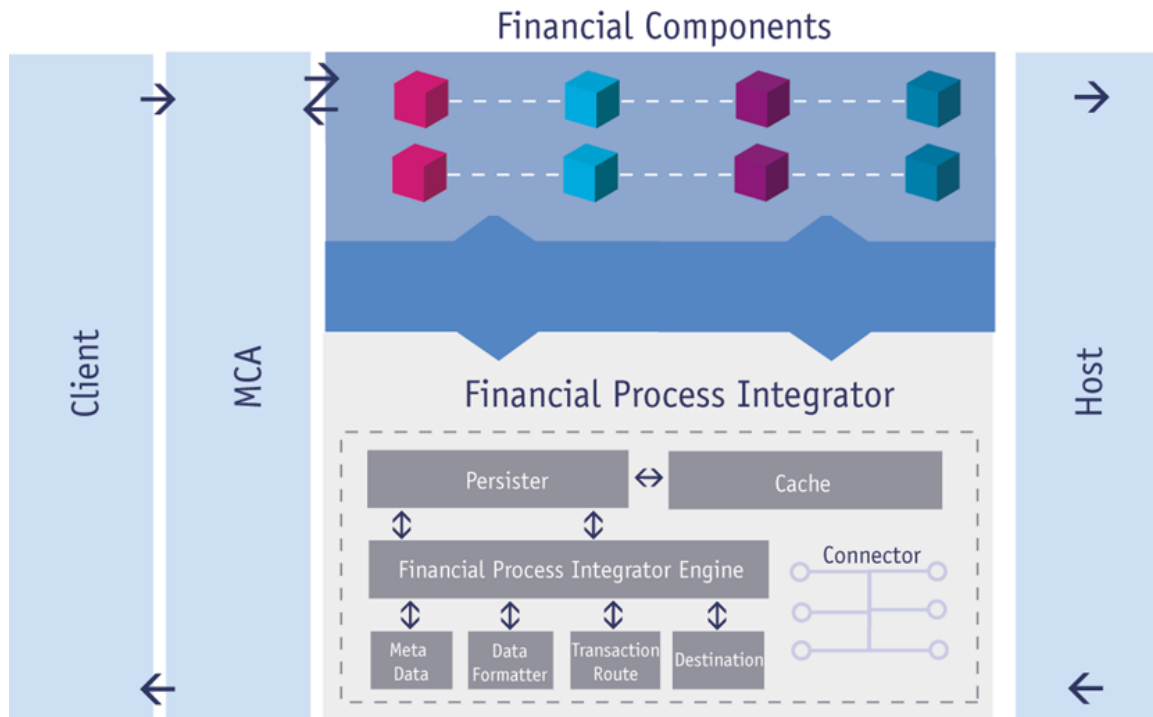 Financial Components
Client
MCA
Host
Financial Process Integrator
Persister
Cache
Financial Process Integrator Engine
Connector
Meta
Data
Data
Formatter
Transaction
Route
Destination